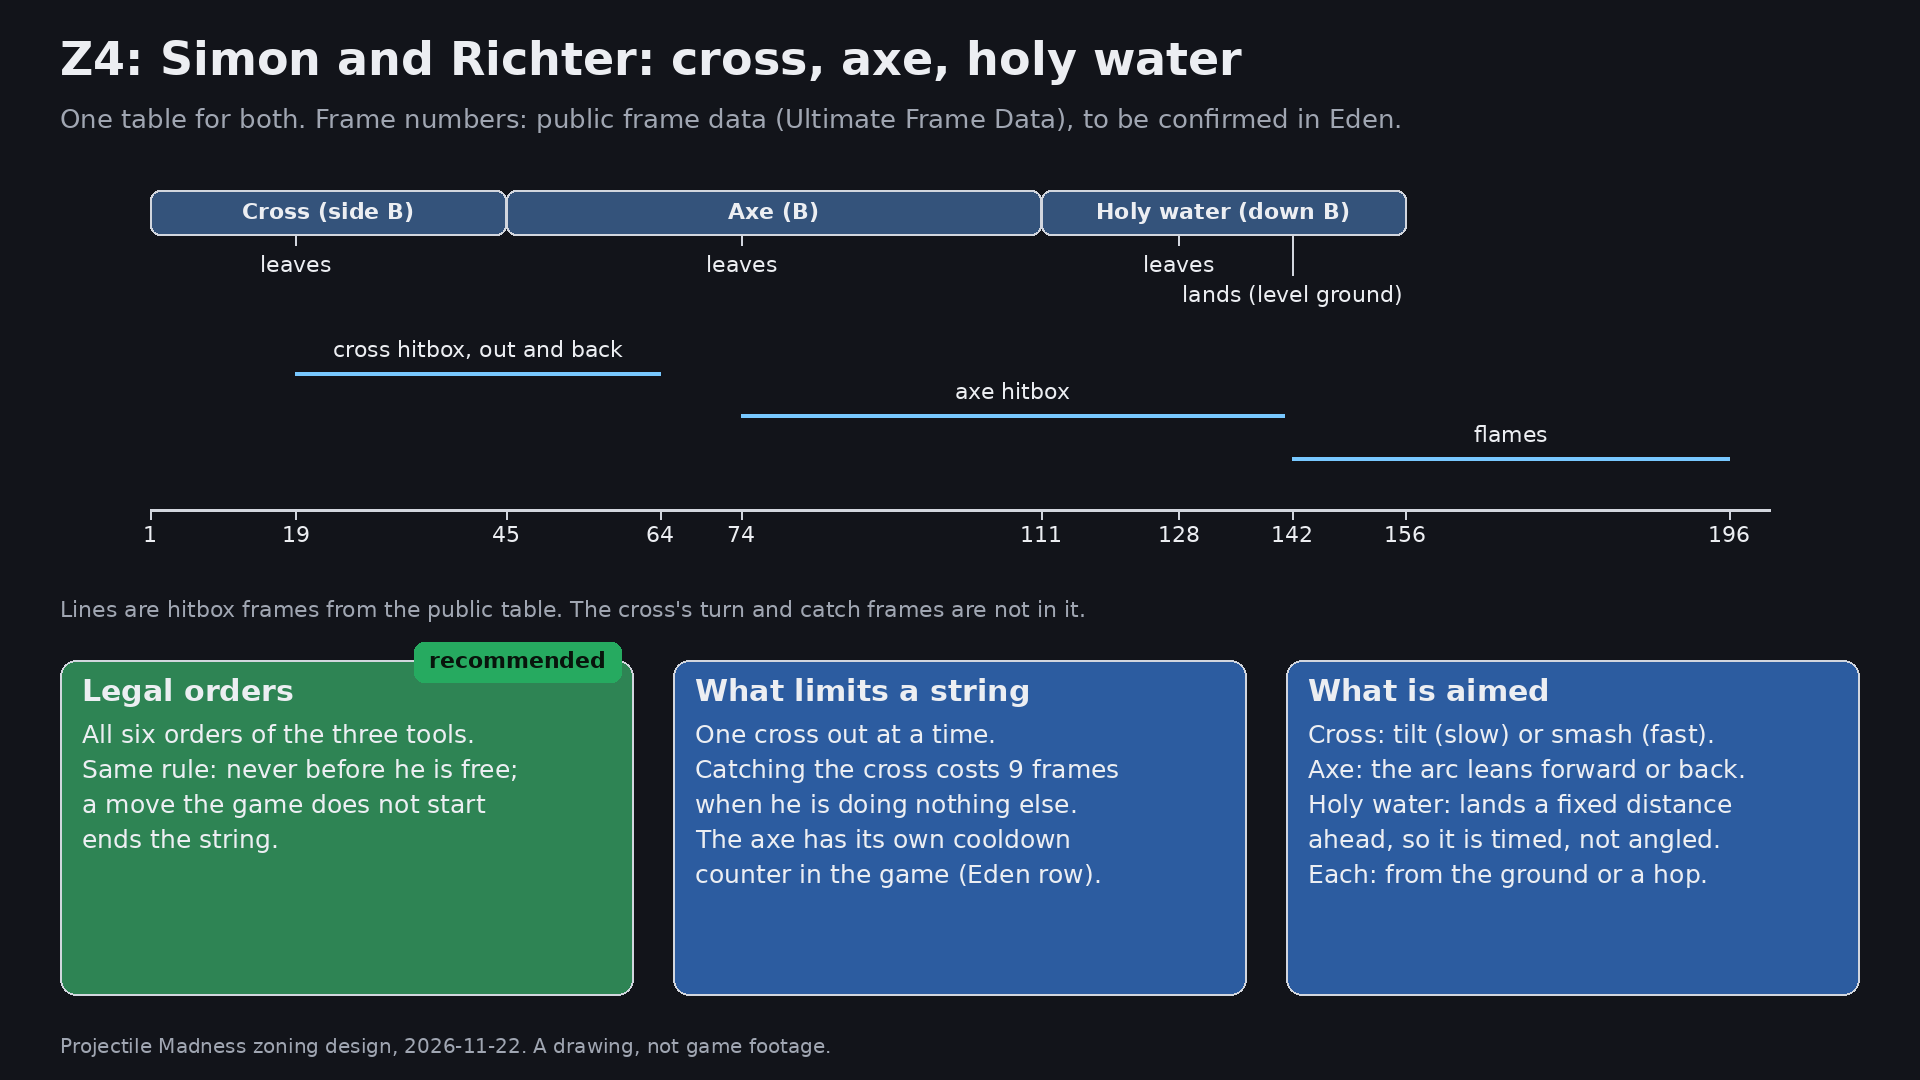 Z4: Simon and Richter: cross, axe, holy water
One table for both. Frame numbers: public frame data (Ultimate Frame Data), to be confirmed in Eden.
Cross (side B)
Axe (B)
Holy water (down B)
leaves
leaves
leaves
lands (level ground)
cross hitbox, out and back
axe hitbox
flames
1
19
45
64
74
111
128
142
156
196
Lines are hitbox frames from the public table. The cross's turn and catch frames are not in it.
recommended
Legal orders
All six orders of the three tools.
Same rule: never before he is free;
a move the game does not start
ends the string.
What limits a string
One cross out at a time.
Catching the cross costs 9 frames
when he is doing nothing else.
The axe has its own cooldown
counter in the game (Eden row).
What is aimed
Cross: tilt (slow) or smash (fast).
Axe: the arc leans forward or back.
Holy water: lands a fixed distance
ahead, so it is timed, not angled.
Each: from the ground or a hop.
Projectile Madness zoning design, 2026-11-22. A drawing, not game footage.